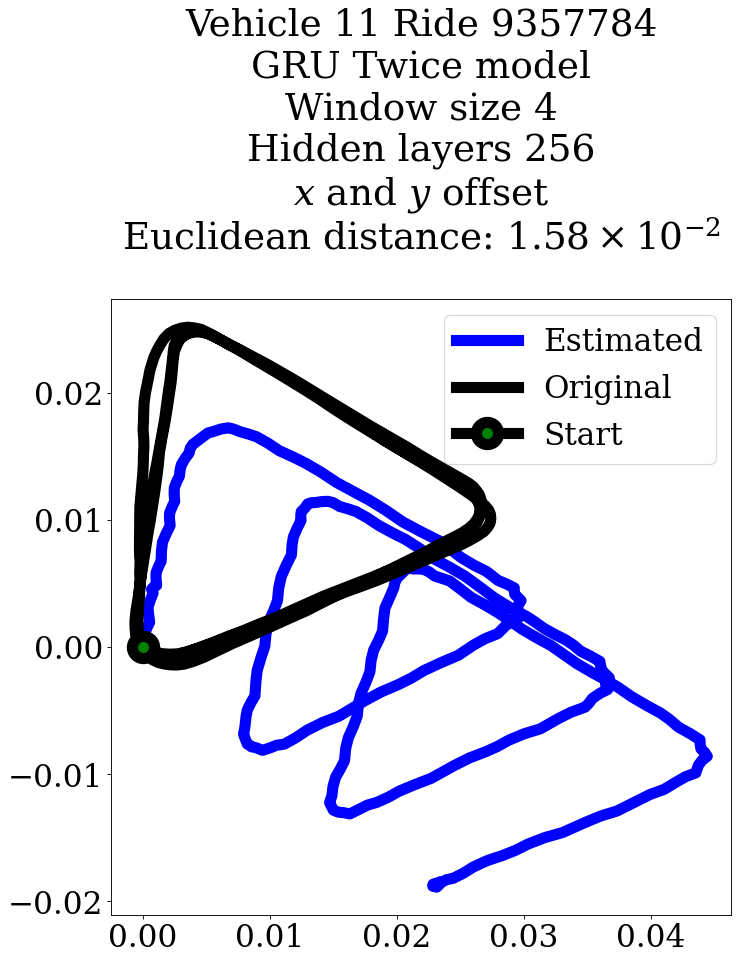 Vehicle 11 Ride 9357784
GRU Twice model
Window size 4
Hidden layers 256
x and y offset
Euclidean distance: 1.58 × 10⁻²
Estimated
Original
Start
0.02
0.01
0.00
−0.01
−0.02
0.00 0.01 0.02 0.03 0.04